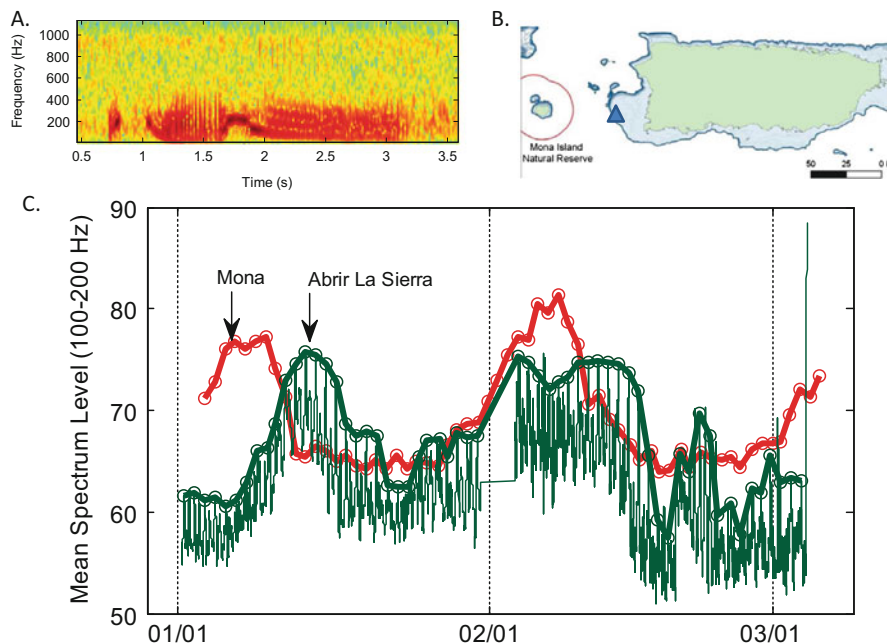 A.
Frequency (Hz)
1000
800
600
400
200
0.5 1 1.5 2 2.5 3 3.5
Time (s)
B.
Mona Island
Natural Reserve
50 25 0
C.
Mean Spectrum Level (100-200 Hz)
90
80
70
60
50
Mona
Abrir La Sierra
01/01 02/01 03/01